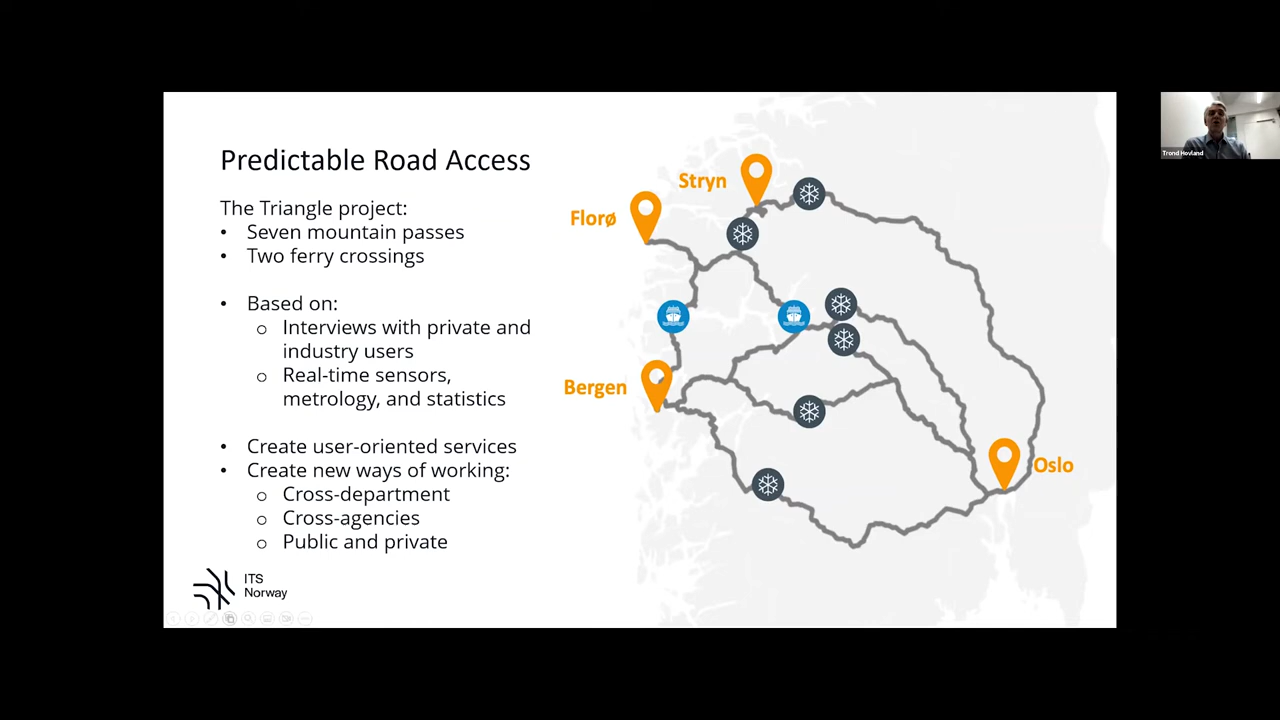 Predictable Road Access
The Triangle project:
• Seven mountain passes
• Two ferry crossings
• Based on:
o Interviews with private and
industry users
o Real-time sensors,
metrology, and statistics
• Create user-oriented services
• Create new ways of working:
o Cross-department
o Cross-agencies
o Public and private
ITS
Norway
Stryn
Florø
Bergen
Oslo
Trond Hovland